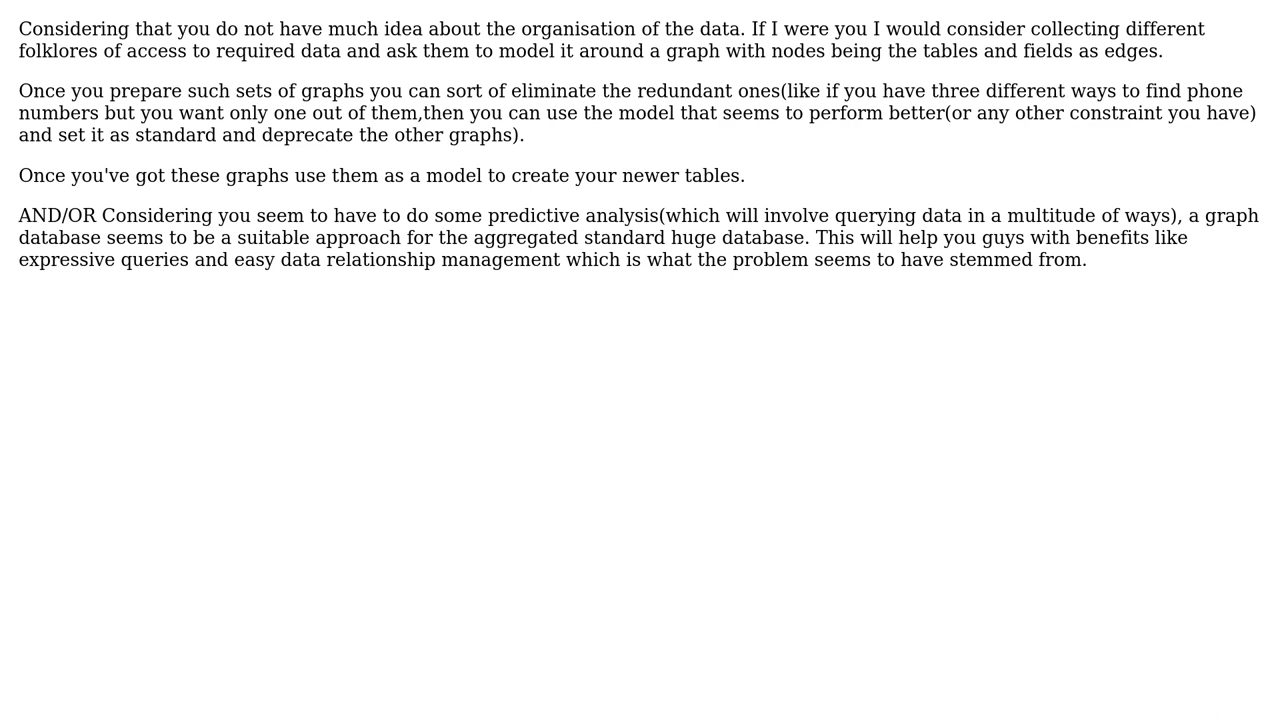 Considering that you do not have much idea about the organisation of the data. If I were you I would consider collecting different
folklores of access to required data and ask them to model it around a graph with nodes being the tables and fields as edges.
Once you prepare such sets of graphs you can sort of eliminate the redundant ones(like if you have three different ways to find phone
numbers but you want only one out of them,then you can use the model that seems to perform better(or any other constraint you have)
and set it as standard and deprecate the other graphs).
Once you've got these graphs use them as a model to create your newer tables.
AND/OR Considering you seem to have to do some predictive analysis(which will involve querying data in a multitude of ways), a graph
database seems to be a suitable approach for the aggregated standard huge database. This will help you guys with benefits like
expressive queries and easy data relationship management which is what the problem seems to have stemmed from.